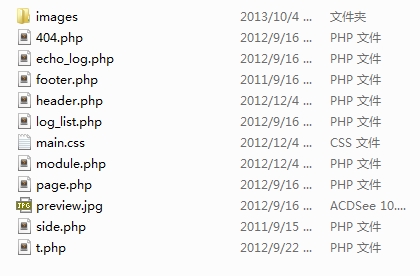 images 2013/10/4 ... 文件夹
404.php 2012/9/16 ... PHP 文件
echo_log.php 2012/9/16 ... PHP 文件
footer.php 2011/9/16 ... PHP 文件
header.php 2012/12/4 ... PHP 文件
log_list.php 2012/9/16 ... PHP 文件
main.css 2012/12/4 ... CSS 文件
module.php 2012/12/4 ... PHP 文件
page.php 2012/9/16 ... PHP 文件
preview.jpg 2012/9/16 ... ACDSee 10....
side.php 2011/9/15 ... PHP 文件
t.php 2012/9/22 ... PHP 文件